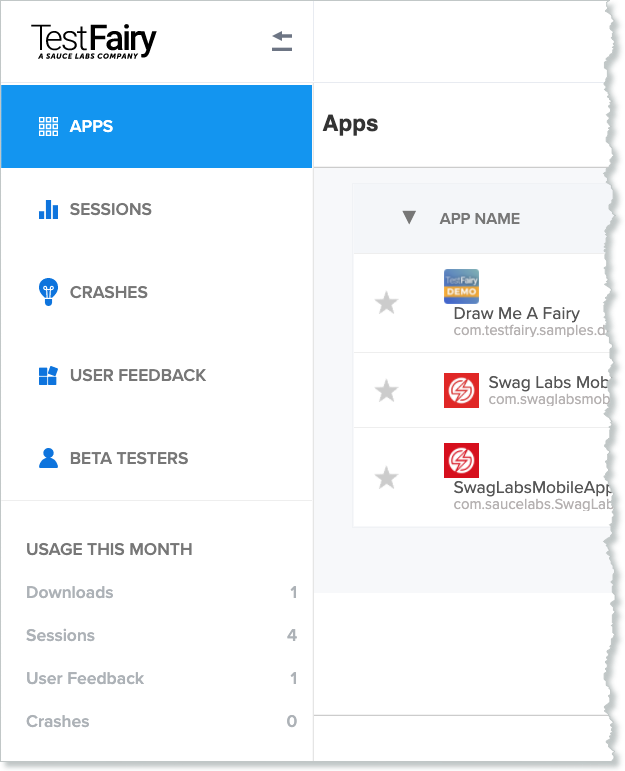 TestFairy
A SAUCE LABS COMPANY
APPS
SESSIONS
CRASHES
USER FEEDBACK
BETA TESTERS
USAGE THIS MONTH
Downloads 1
Sessions 4
User Feedback 1
Crashes 0
Apps
APP NAME
TestFairy
DEMO
Draw Me A Fairy
com.testfairy.samples.d
Swag Labs Mob
com.swaglabsmob
SwagLabsMobileApp
com.saucelabs.SwagLab